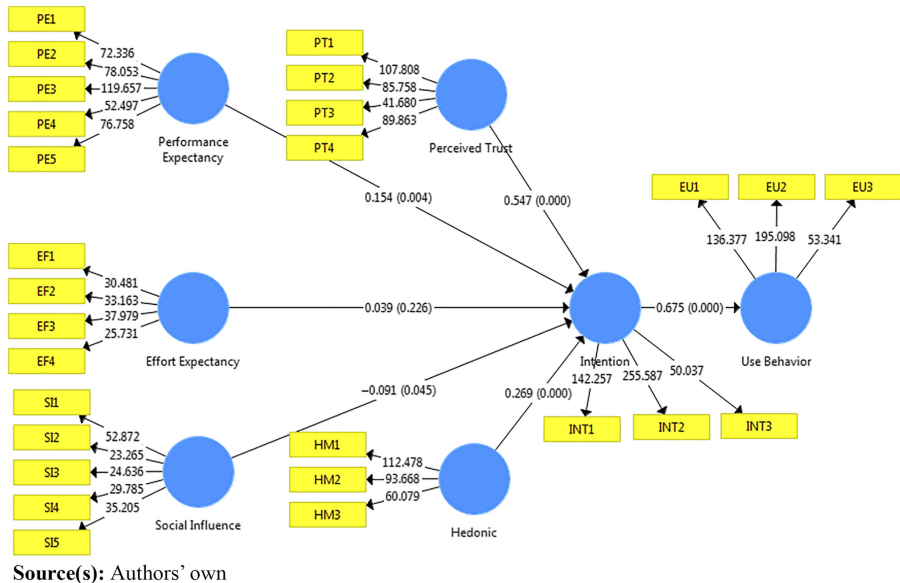 PE1
PE2
PE3
PE4
PE5
72.336
78.053
119.657
52.497
76.758
Performance
Expectancy
PT1
PT2
PT3
PT4
107.808
85.758
41.680
89.863
Perceived Trust
0.154 (0.004)
0.547 (0.000)
EU1
EU2
EU3
136.377
195.098
53.341
EF1
EF2
EF3
EF4
30.481
33.163
37.979
25.731
Effort Expectancy
0.039 (0.226)
Intention
0.675 (0.000)
Use Behavior
−0.091 (0.045)
0.269 (0.000)
142.257
255.587
50.037
INT1
INT2
INT3
SI1
SI2
SI3
SI4
SI5
52.872
23.265
24.636
29.785
35.205
Social Influence
HM1
HM2
HM3
112.478
93.668
60.079
Hedonic
Source(s): Authors’ own